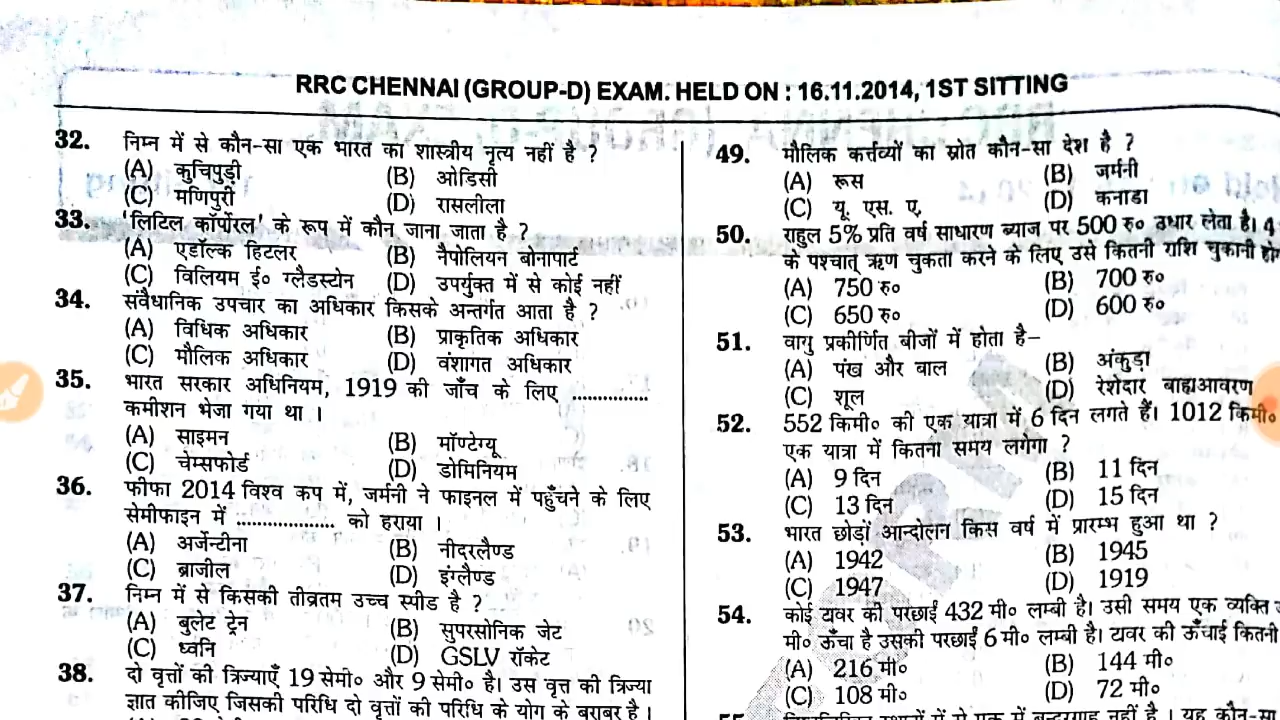 RRC CHENNAI (GROUP-D) EXAM. HELD ON : 16.11.2014, 1ST SITTING
32. निम्न में से कौन-सा एक भारत का शास्त्रीय नृत्य नहीं है ?
(A) कुचिपुड़ी (B) ओडिसी
(C) मणिपुरी (D) रासलीला
33. 'लिटिल कॉर्पोरल' के रूप में कौन जाना जाता है ?
(A) एडॉल्क हिटलर (B) नैपोलियन बोनापार्ट
(C) विलियम ई० ग्लैडस्टोन (D) उपर्युक्त में से कोई नहीं
34. संवैधानिक उपचार का अधिकार किसके अन्तर्गत आता है ?
(A) विधिक अधिकार (B) प्राकृतिक अधिकार
(C) मौलिक अधिकार (D) वंशागत अधिकार
35. भारत सरकार अधिनियम, 1919 की जाँच के लिए ...............
कमीशन भेजा गया था ।
(A) साइमन (B) मॉण्टेग्यू
(C) चेम्सफोर्ड (D) डोमिनियम
36. फीफा 2014 विश्व कप में, जर्मनी ने फाइनल में पहुँचने के लिए
सेमीफाइन में ................... को हराया ।
(A) अर्जेन्टीना (B) नीदरलैण्ड
(C) ब्राजील (D) इंग्लैण्ड
37. निम्न में से किसकी तीव्रतम उच्च स्पीड है ?
(A) बुलेट ट्रेन (B) सुपरसोनिक जेट
(C) ध्वनि (D) GSLV रॉकेट
38. दो वृत्तों की त्रिज्याएँ 19 सेमी० और 9 सेमी० है। उस वृत्त की त्रिज्या
ज्ञात कीजिए जिसकी परिधि दो वृत्तों की परिधि के योग के बराबर है ।
49. मौलिक कर्त्तव्यों का स्रोत कौन-सा देश है ?
(A) रूस (B) जर्मनी
(C) यू. एस. ए. (D) कनाडा
50. राहुल 5% प्रति वर्ष साधारण ब्याज पर 500 रु० उधार लेता है। 4
के पश्चात् ऋण चुकता करने के लिए उसे कितनी राशि चुकानी
(A) 750 रु० (B) 700 रु०
(C) 650 रु० (D) 600 रु०
51. वायु प्रकीर्णित बीजों में होता है–
(A) पंख और बाल (B) अंकुड़ा
(C) शूल (D) रेशेदार बाह्यआवरण
52. 552 किमी० की एक यात्रा में 6 दिन लगते हैं। 1012 किमी०
एक यात्रा में कितना समय लगेगा ?
(A) 9 दिन (B) 11 दिन
(C) 13 दिन (D) 15 दिन
53. भारत छोड़ों आन्दोलन किस वर्ष में प्रारम्भ हुआ था ?
(A) 1942 (B) 1945
(C) 1947 (D) 1919
54. कोई टावर की परछाईं 432 मी० लम्बी है। उसी समय एक व्यक्ति
मी० ऊँचा है उसकी परछाईं 6 मी० लम्बी है। टावर की ऊँचाई कितनी
(A) 216 मी० (B) 144 मी०
(C) 108 मी० (D) 72 मी०